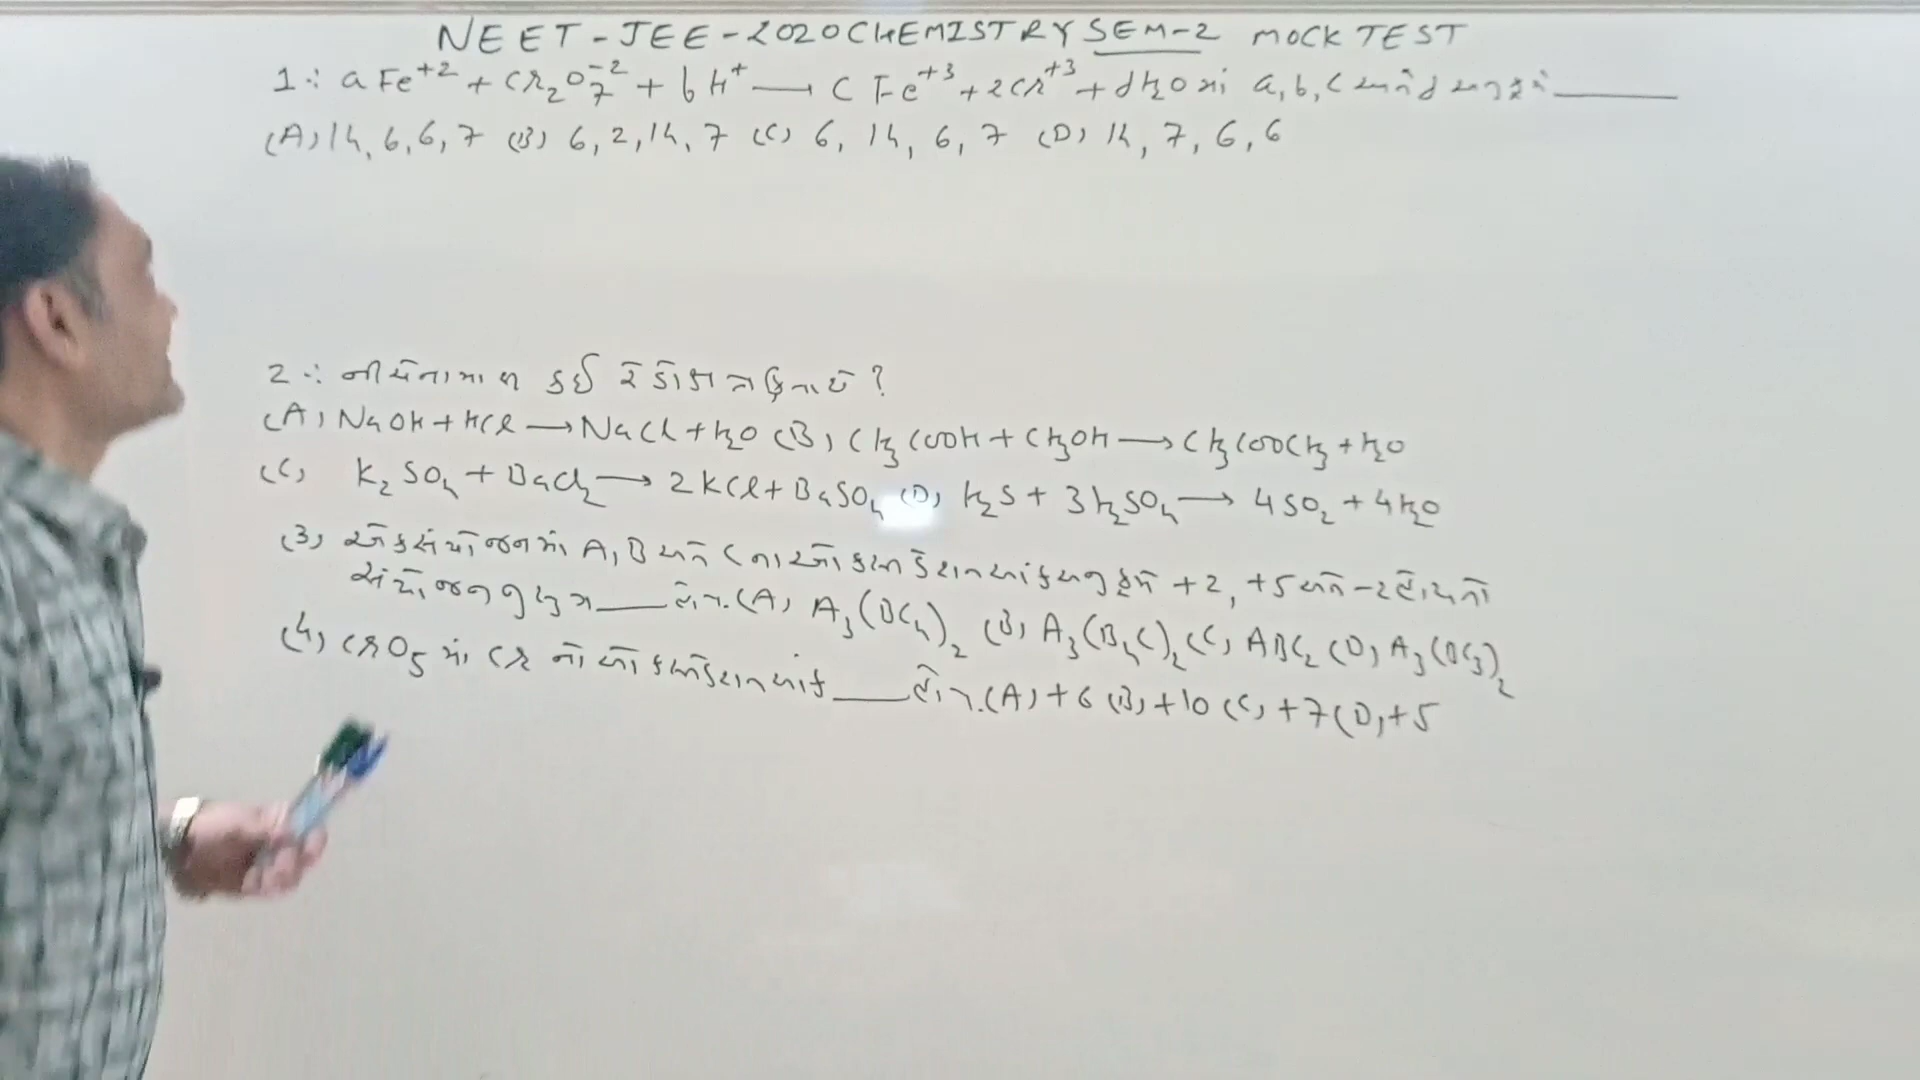 NEET-JEE-2020 CHEMISTRY SEM-2 MOCK TEST
1ઃ a Fe⁺² + Cr₂O₇⁻² + b H⁺ → C Fe⁺³ + 2Cr⁺³ + dH₂O માં a, b, c અને d અનુક્રમે ______
(A) 14, 6, 6, 7 (B) 6, 2, 14, 7 (C) 6, 14, 6, 7 (D) 14, 7, 6, 6
2ઃ નીચેનામાંથી કઈ રેડોક્ષ પ્રક્રિયા છે ?
(A) NaOH + HCl → NaCl + H₂O (B) CH₃COOH + CH₃OH → CH₃COOCH₃ + H₂O
(C) K₂SO₄ + BaCl₂ → 2KCl + BaSO₄ (D) H₂S + 3H₂SO₄ → 4SO₂ + 4H₂O
(3) એક સંયોજનમાં A, B અને C ના ઓક્સિડેશન આંક અનુક્રમે +2, +5 અને -2 હોય તો
સંયોજનનું સૂત્ર ____ હોય. (A) A₃(BC₄)₂ (B) A₃(B₄C)₂ (C) ABC₂ (D) A₃(BC₃)₂
(4) CrO₅ માં Cr નો ઓક્સિડેશન આંક ____ હોય. (A) +6 (B) +10 (C) +7 (D) +5